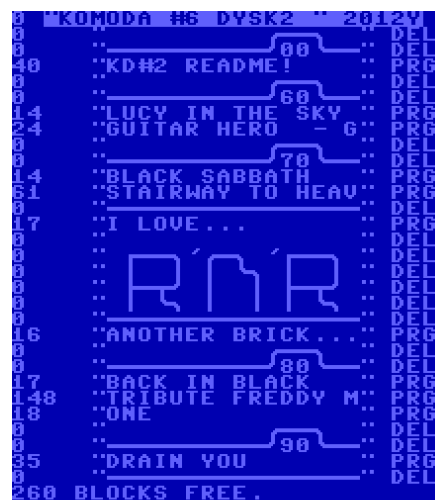 0 "KOMODA #6 DYSK2 " 2012Y
0 " " DEL
0 " 00 " DEL
40 "KD#2 README!" PRG
0 " " DEL
0 " 60 " DEL
14 "LUCY IN THE SKY " PRG
24 "GUITAR HERO  - G" PRG
0 " " DEL
0 " 70 " DEL
14 "BLACK SABBATH " PRG
61 "STAIRWAY TO HEAV" PRG
0 " " DEL
17 "I LOVE... " PRG
0 " " DEL
0 " " DEL
0 " R'N'R " DEL
0 " " DEL
0 " " DEL
0 " " DEL
16 "ANOTHER BRICK..." PRG
0 " " DEL
0 " 80 " DEL
17 "BACK IN BLACK " PRG
148 "TRIBUTE FREDDY M" PRG
18 "ONE " PRG
0 " " DEL
0 " 90 " DEL
35 "DRAIN YOU " PRG
0 " " DEL
260 BLOCKS FREE.